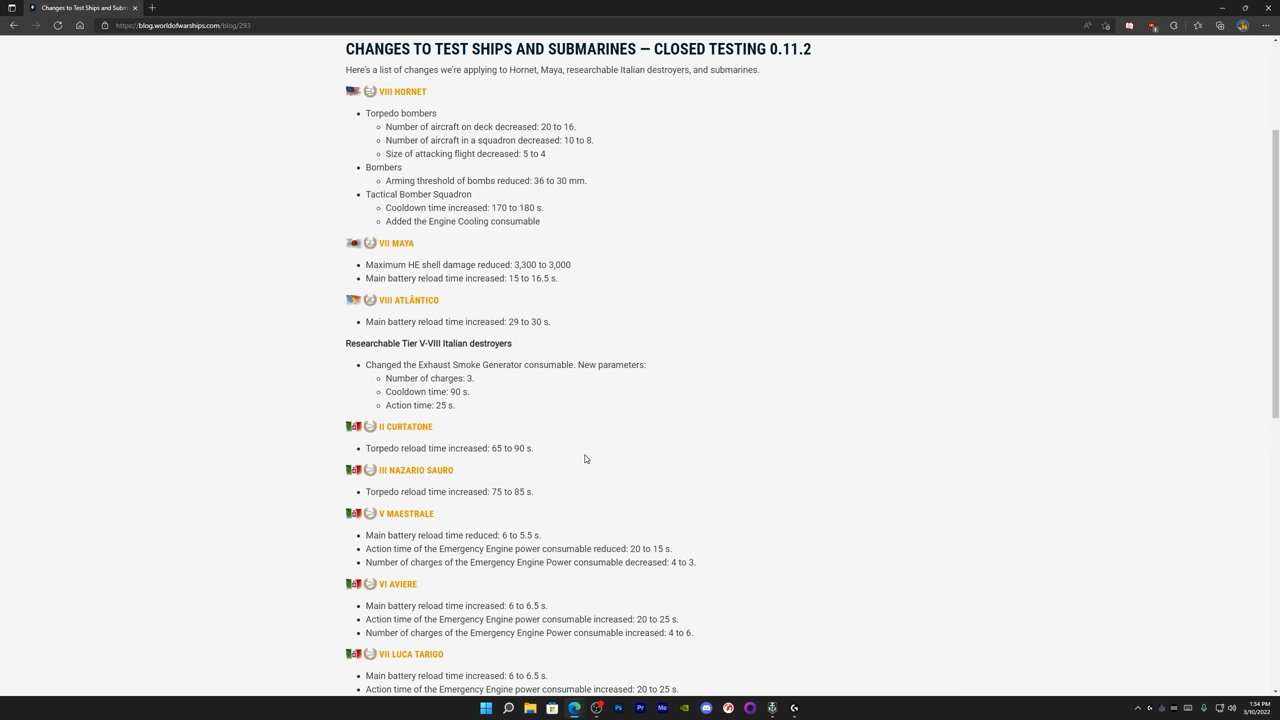 Changes to Test Ships and Subm
https://blog.worldofwarships.com/blog/293
CHANGES TO TEST SHIPS AND SUBMARINES — CLOSED TESTING 0.11.2
Here's a list of changes we're applying to Hornet, Maya, researchable Italian destroyers, and submarines.
VIII HORNET
Torpedo bombers
Number of aircraft on deck decreased: 20 to 16.
Number of aircraft in a squadron decreased: 10 to 8.
Size of attacking flight decreased: 5 to 4
Bombers
Arming threshold of bombs reduced: 36 to 30 mm.
Tactical Bomber Squadron
Cooldown time increased: 170 to 180 s.
Added the Engine Cooling consumable
VII MAYA
Maximum HE shell damage reduced: 3,300 to 3,000
Main battery reload time increased: 15 to 16.5 s.
VIII ATLÂNTICO
Main battery reload time increased: 29 to 30 s.
Researchable Tier V-VIII Italian destroyers
Changed the Exhaust Smoke Generator consumable. New parameters:
Number of charges: 3.
Cooldown time: 90 s.
Action time: 25 s.
II CURTATONE
Torpedo reload time increased: 65 to 90 s.
III NAZARIO SAURO
Torpedo reload time increased: 75 to 85 s.
V MAESTRALE
Main battery reload time reduced: 6 to 5.5 s.
Action time of the Emergency Engine power consumable reduced: 20 to 15 s.
Number of charges of the Emergency Engine Power consumable decreased: 4 to 3.
VI AVIERE
Main battery reload time increased: 6 to 6.5 s.
Action time of the Emergency Engine power consumable increased: 20 to 25 s.
Number of charges of the Emergency Engine Power consumable increased: 4 to 6.
VII LUCA TARIGO
Main battery reload time increased: 6 to 6.5 s.
Action time of the Emergency Engine power consumable increased: 20 to 25 s.
Ps
Pr
Me
1:34 PM
3/10/2022